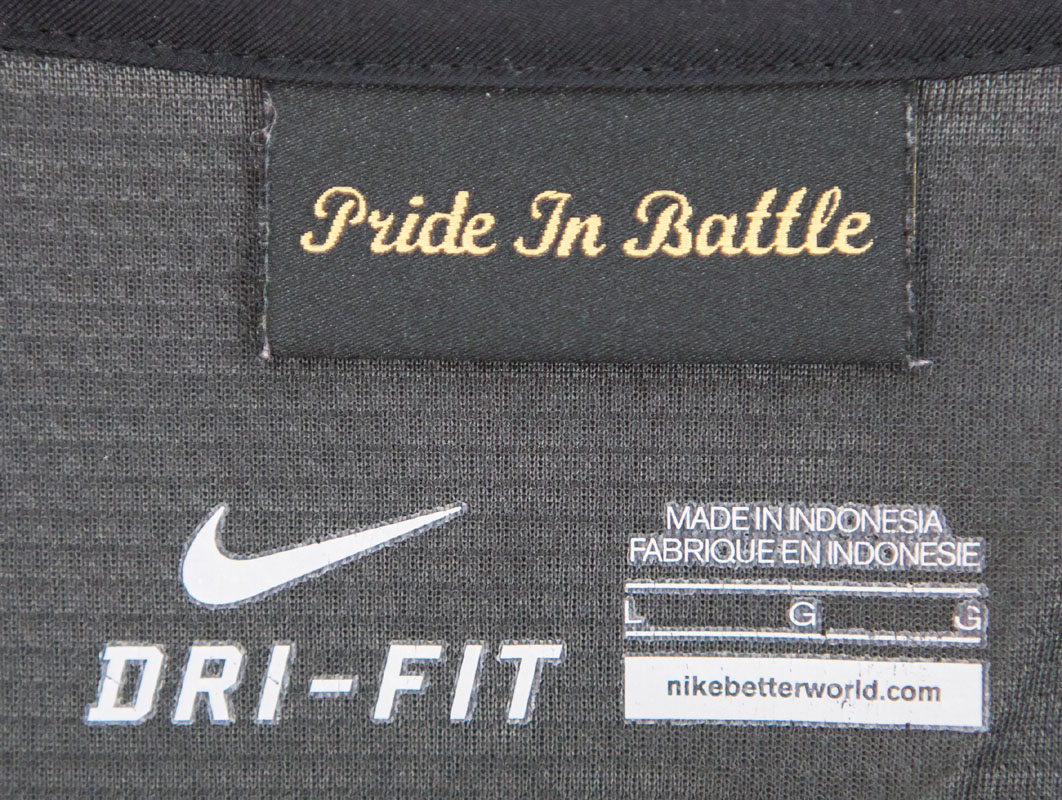 Pride In Battle
MADE IN INDONESIA
FABRIQUE EN INDONESIE
L G G
DRI-FIT
nikebetterworld.com